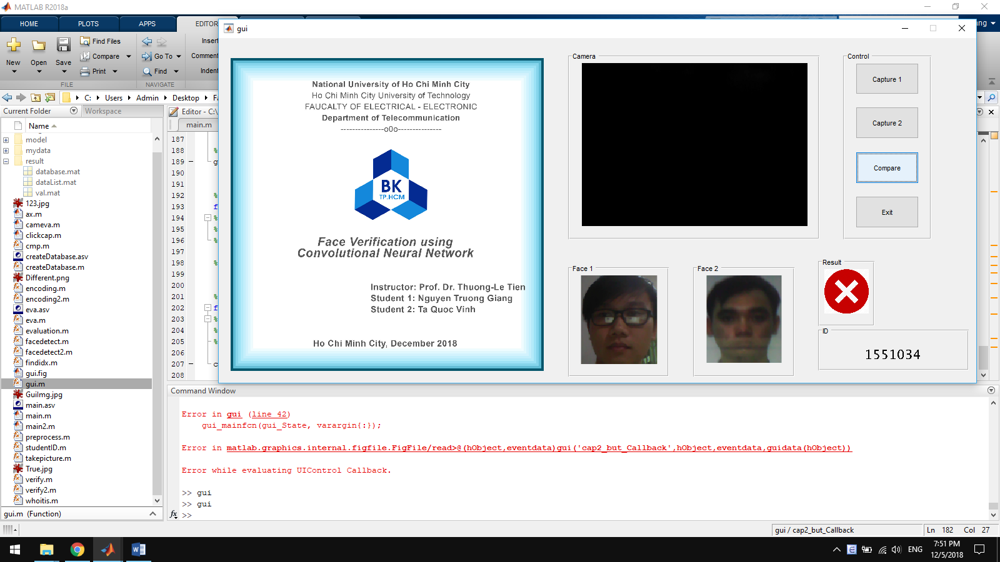 MATLAB R2018a
HOME
PLOTS
APPS
EDITOR
ng
New
Open
Save
Find Files
Compare
Print
Go To
Find
Insert
Comment
Indent
FILE
NAVIGATE
C:
Users
Admin
Desktop
Current Folder
Workspace
Name
model
mydata
result
database.mat
dataList.mat
val.mat
123.jpg
ax.m
cameva.m
clickcap.m
cmp.m
createDatabase.asv
createDatabase.m
Different.png
encoding.m
encoding2.m
eva.asv
eva.m
evaluation.m
facedetect.m
facedetect2.m
findidx.m
gui.fig
gui.m
GuiImg.jpg
main.asv
main.m
main2.m
preprocess.m
studentID.m
takepicture.m
True.jpg
verify.m
verify2.m
whoitis.m
gui.m (Function)
Editor - C:\
main.m
187
188 %
189 – g
190
191
192 %
193 f
194 %
195 %
196 %
197
198 %
199
200
201 %
202 f
203 %
204 %
205 %
206
207 – c
208
gui
National University of Ho Chi Minh City
Ho Chi Minh City University of Technology
FAUCALTY OF ELECTRICAL - ELECTRONIC
Department of Telecommunication
---------------o0o---------------
BK
TP.HCM
Face Verification using
Convolutional Neural Network
Instructor: Prof. Dr. Thuong-Le Tien
Student 1: Nguyen Truong Giang
Student 2: Ta Quoc Vinh
Ho Chi Minh City, December 2018
Camera
Control
Capture 1
Capture 2
Compare
Exit
Face 1
Face 2
Result
ID
1551034
Command Window
Error in gui (line 42)
gui_mainfcn(gui_State, varargin{:});
Error in matlab.graphics.internal.figfile.FigFile/read>@(hObject,eventdata)gui('cap2_but_Callback',hObject,eventdata,guidata(hObject))
Error while evaluating UIControl Callback.
>> gui
>> gui
fx >>
gui / cap2_but_Callback
Ln 182 Col 27
ENG
7:51 PM
12/5/2018